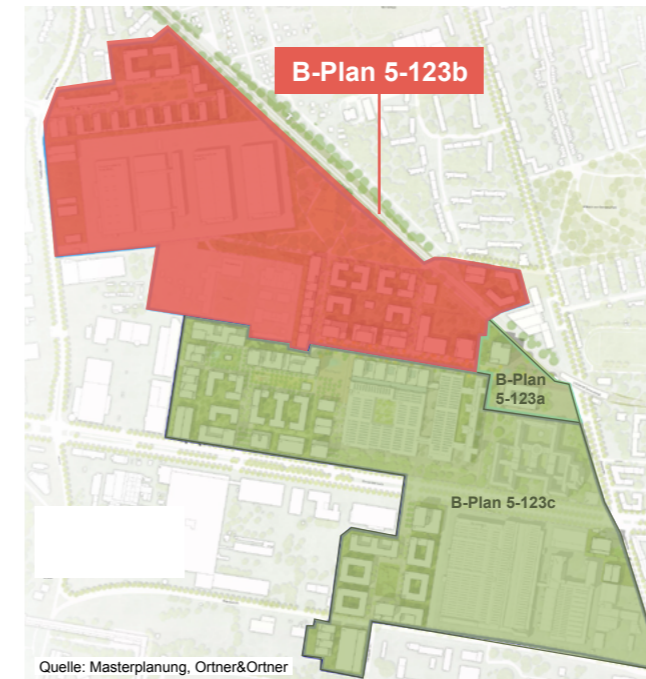 B-Plan 5-123b
B-Plan
5-123a
B-Plan 5-123c
Quelle: Masterplanung, Ortner&Ortner